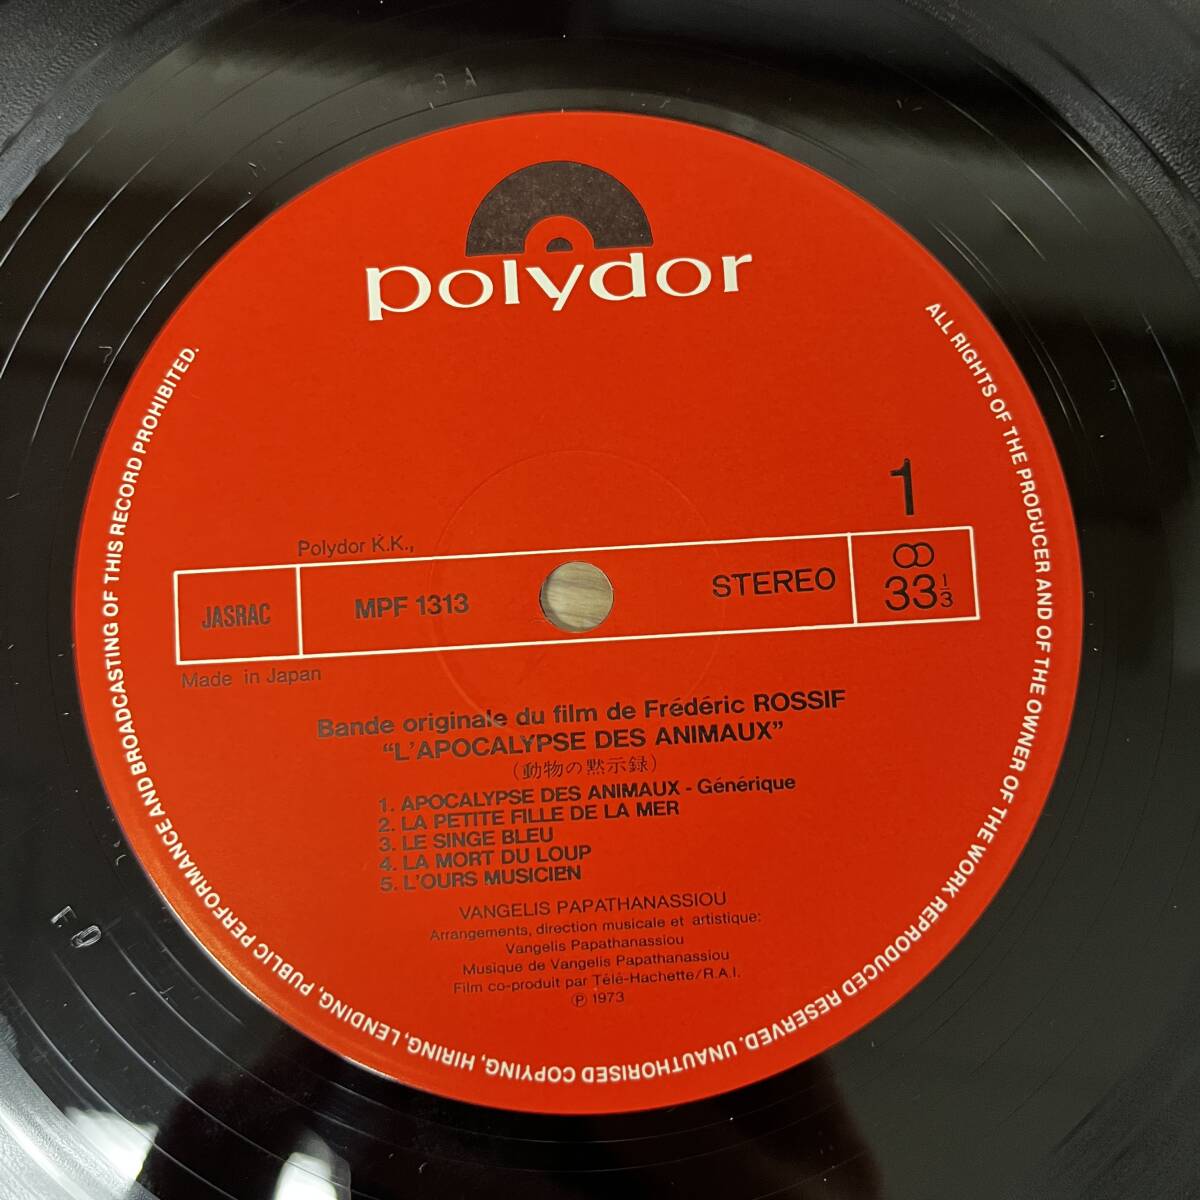 3 A
polydor
1
Polydor K.K.,
JASRAC
MPF 1313
STEREO
33 1/3
Made in Japan
Bande originale du film de Frédéric ROSSIF
"L'APOCALYPSE DES ANIMAUX"
(動物の黙示録)
1. APOCALYPSE DES ANIMAUX - Générique
2. LA PETITE FILLE DE LA MER
3. LE SINGE BLEU
4. LA MORT DU LOUP
5. L'OURS MUSICIEN
VANGELIS PAPATHANASSIOU
Arrangements, direction musicale et artistique:
Vangelis Papathanassiou
Musique de Vangelis Papathanassiou
Film co-produit par Télé-Hachette/R.A.I.
Ⓟ 1973
ALL RIGHTS OF THE PRODUCER AND OF THE OWNER OF THE WORK REPRODUCED RESERVED. UNAUTHORISED COPYING, HIRING, LENDING, PUBLIC PERFORMANCE AND BROADCASTING OF THIS RECORD PROHIBITED.